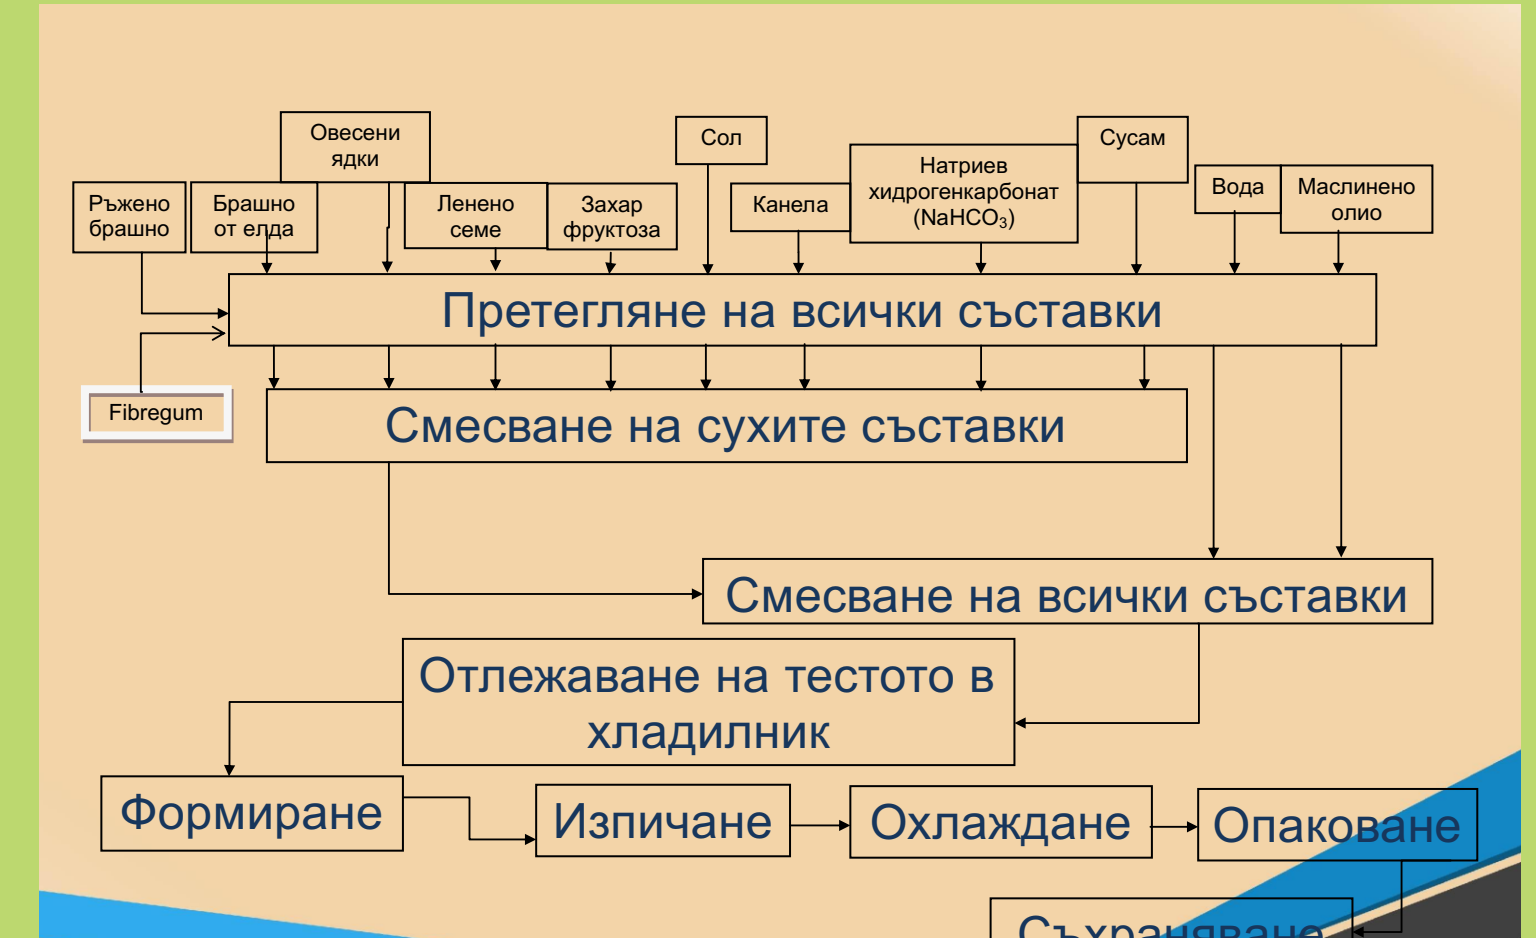 Овесени
ядки
Сол
Сусам
Ръжено
брашно
Брашно
от елда
Ленено
семе
Захар
фруктоза
Канела
Натриев
хидрогенкарбонат
(NaHCO₃)
Вода
Маслинено
олио
Претегляне на всички съставки
Fibregum
Смесване на сухите съставки
Смесване на всички съставки
Отлежаване на тестото в
хладилник
Формиране
Изпичане
Охлаждане
Опаковане
Съхраняване